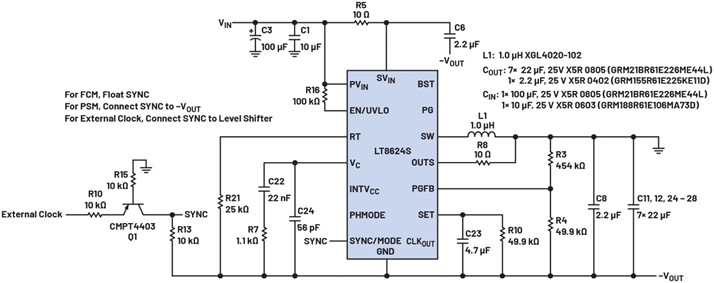 VIN
R5
10 Ω
C3
100 µF
C1
10 µF
C6
2.2 µF
–VOUT
L1: 1.0 µH XGL4020-102
COUT: 7× 22 µF, 25V X5R 0805 (GRM21BR61E226ME44L)
1× 2.2 µF, 25V X5R 0402 (GRM155R61E225KE11D)
CIN: 1× 100 µF, 25 V X5R 0805 (GRM21BR61E226ME44L)
1× 10 µF, 25 V X5R 0603 (GRM188R61E106MA73D)
For FCM, Float SYNC
For PSM, Connect SYNC to –VOUT
For External Clock, Connect SYNC to Level Shifter
R16
100 kΩ
SVIN
PVIN
BST
EN/UVLO
PG
RT
SW
LT8624S
VC
OUTS
INTVCC
PGFB
PHMODE
SET
SYNC/MODE
CLKOUT
GND
L1
1.0 µH
R8
10 Ω
R3
454 kΩ
R4
49.9 kΩ
C8
2.2 µF
C11, 12, 24 – 28
7× 22 µF
R15
10 kΩ
R10
10 kΩ
External Clock
SYNC
CMPT4403
Q1
R13
10 kΩ
R21
25 kΩ
C22
22 nF
R7
1.1 kΩ
C24
56 pF
SYNC
C23
4.7 µF
R10
49.9 kΩ
–VOUT